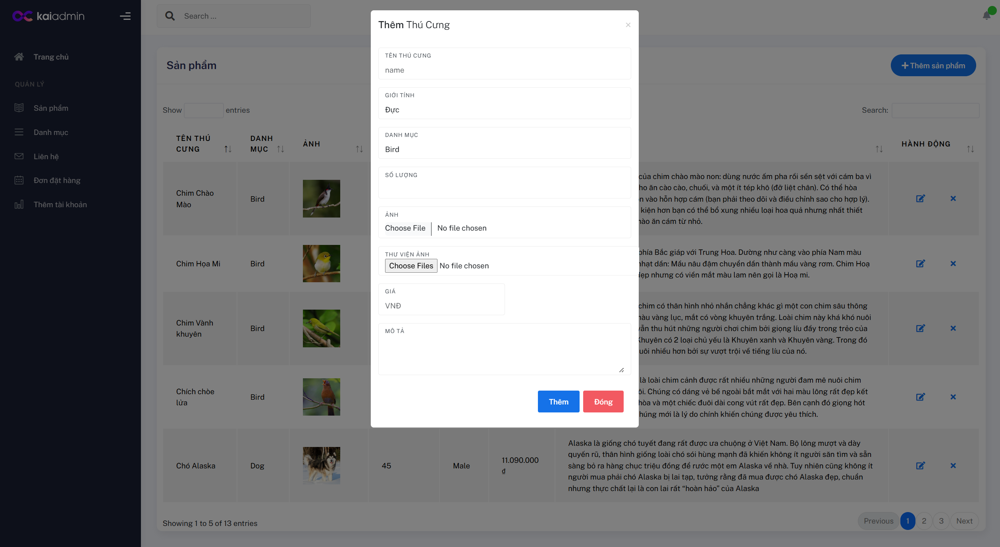 kaiadmin
Search ...
Trang chủ
QUẢN LÝ
Sản phẩm
Danh mục
Liên hệ
Đơn đặt hàng
Thêm tài khoản
Sản phẩm
Thêm sản phẩm
Show entries
Search:
TÊN THÚ CƯNG
DANH MỤC
ẢNH
HÀNH ĐỘNG
Chim Chào Mào
Bird
của chim chào mào non: dùng nước ấm pha rồi sền sệt với cám ba vì
ho ăn cào cào, chuối, và một ít tép khô (đỡ liệt chân). Có thể hòa
n vào hỗn hợp cám (bạn phải theo dõi và điều chỉnh sao cho hợp lý).
kiện hơn bạn có thể bổ xung nhiều loại hoa quả nhưng nhất thiết
nào ăn cám từ nhỏ.
Chim Họa Mi
Bird
phía Bắc giáp với Trung Hoa. Dường như càng vào phía Nam màu
nhạt dần: Mầu nâu đậm chuyển dần thành mầu vàng rơm. Chim Hoạ
đẹp nhưng có viền mắt màu lam nên gọi là Hoạ mi.
Chim Vành khuyên
Bird
chim có thân hình nhỏ nhắn chẳng khác gì một con chim sâu thông
màu vàng lục, mắt có vòng khuyên trắng. Loài chim này khá khó nuôi
vẫn thu hút những người chơi chim bởi giọng líu đầy trong trẻo của
Khuyên có 2 loại chủ yếu là Khuyên xanh và Khuyên vàng. Trong đó
uôi nhiều hơn bởi sự vượt trội về tiếng líu của nó.
Chích chòe lửa
Bird
là loài chim cảnh được rất nhiều những người đam mê nuôi chim
ôi. Chúng có dáng vẻ bề ngoài bắt mắt với hai màu lông rất đẹp kết
hòa và một chiếc đuôi dài cong vút rất đẹp. Bên cạnh đó giọng hót
húng mới là lý do chính khiến chúng được yêu thích.
Chó Alaska
Dog
45
Male
11.090.000 đ
Alaska là giống chó tuyết đang rất được ưa chuộng ở Việt Nam. Bộ lông mượt và dày
quyến rũ, thân hình giống loài chó sói hùng mạnh đã khiến không ít người săn tìm và sẵn
sàng bỏ ra hàng chục triệu đồng để rước một em Alaska về nhà. Tuy nhiên cũng không ít
người mua phải chó Alaska bị lai tạp, tưởng rằng đã mua được chó Alaska đẹp, chuẩn
nhưng thực chất lại là con lai rất “hoàn hảo” của Alaska
Showing 1 to 5 of 13 entries
Previous 1 2 3 Next
Thêm Thú Cưng
×
TÊN THÚ CƯNG
name
GIỚI TÍNH
Đực
DANH MỤC
Bird
SỐ LƯỢNG
ẢNH
Choose File No file chosen
THƯ VIỆN ẢNH
Choose Files No file chosen
GIÁ
VNĐ
MÔ TẢ
Thêm
Đóng